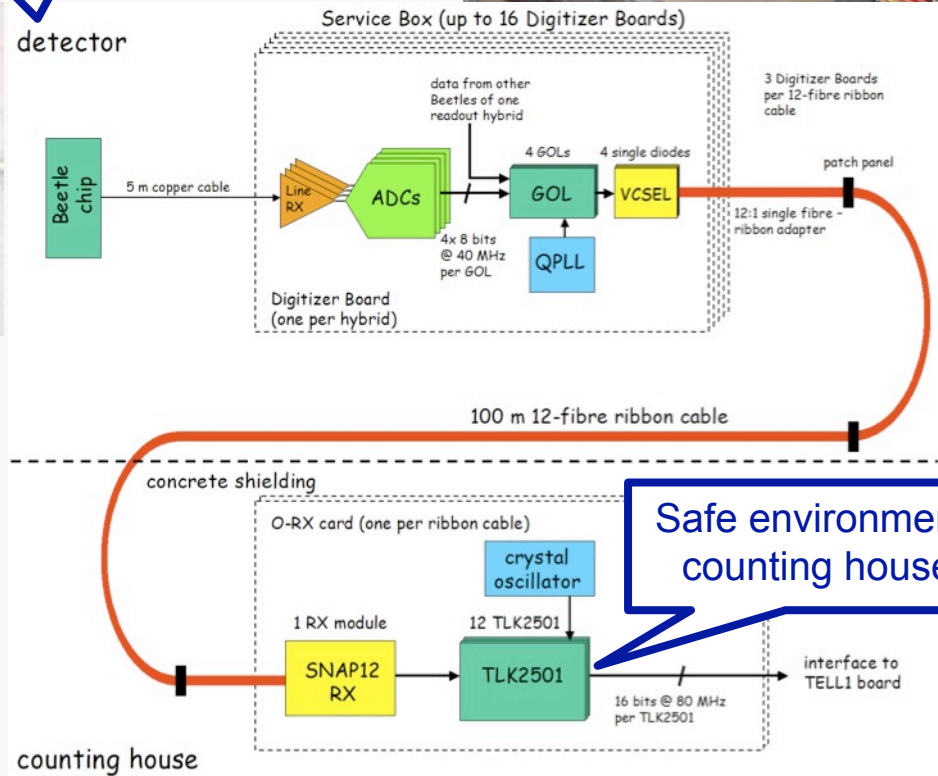 Service Box (up to 16 Digitizer Boards)
detector
3 Digitizer Boards
per 12-fibre ribbon
cable
data from other
Beetles of one
readout hybrid
4 GOLs
4 single diodes
patch panel
Beetle
chip
5 m copper cable
Line
RX
ADCs
GOL
VCSEL
12:1 single fibre -
ribbon adapter
4x 8 bits
@ 40 MHz
per GOL
QPLL
Digitizer Board
(one per hybrid)
100 m 12-fibre ribbon cable
concrete shielding
O-RX card (one per ribbon cable)
Safe environmen
counting house
crystal
oscillator
1 RX module
12 TLK2501
SNAP12
RX
TLK2501
interface to
TELL1 board
16 bits @ 80 MHz
per TLK2501
counting house